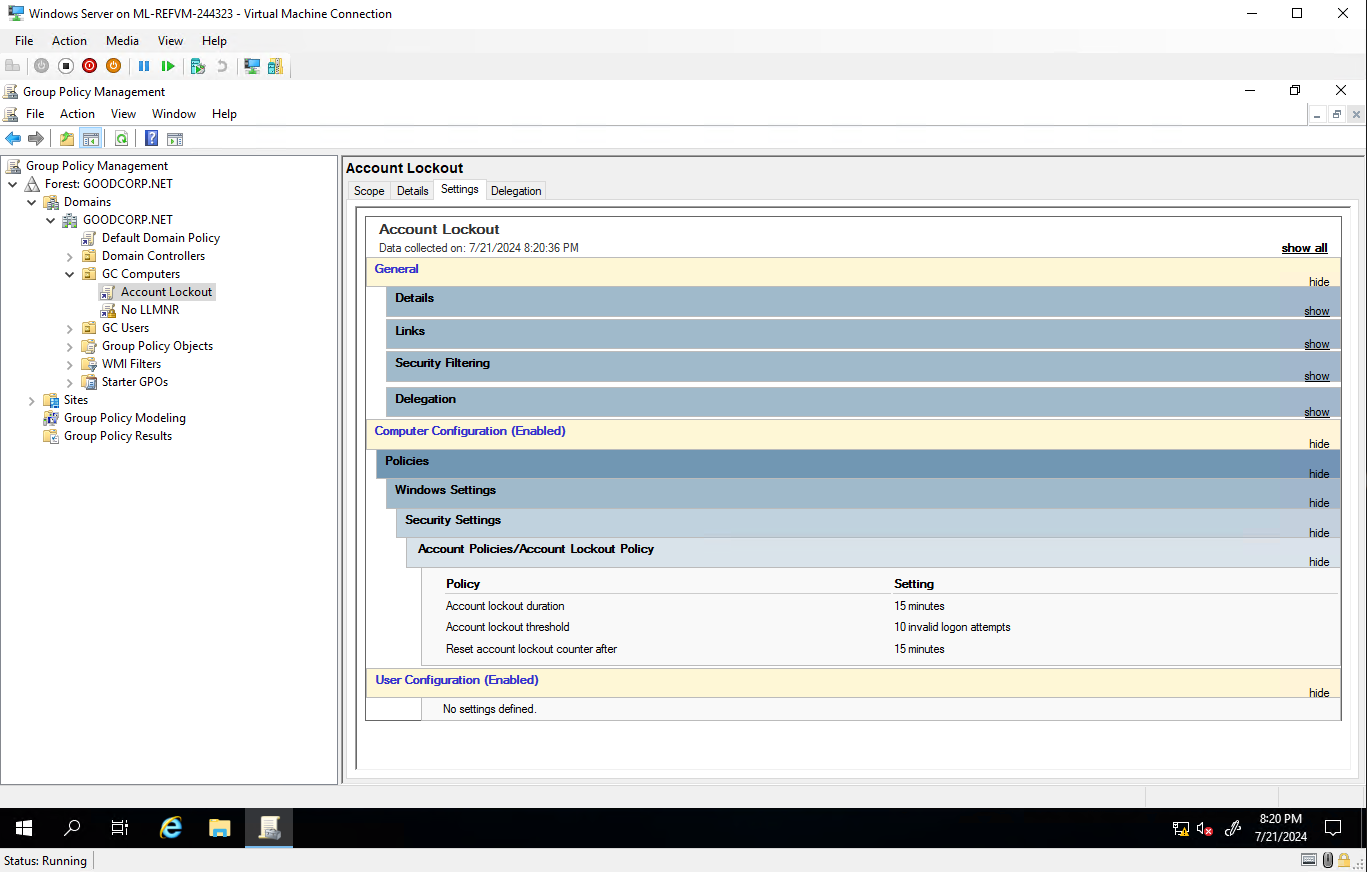 Windows Server on ML-REFVM-244323 - Virtual Machine Connection
File Action Media View Help
Group Policy Management
File Action View Window Help
Group Policy Management
Forest: GOODCORP.NET
Domains
GOODCORP.NET
Default Domain Policy
Domain Controllers
GC Computers
Account Lockout
No LLMNR
GC Users
Group Policy Objects
WMI Filters
Starter GPOs
Sites
Group Policy Modeling
Group Policy Results
Account Lockout
Scope Details Settings Delegation
Account Lockout
Data collected on: 7/21/2024 8:20:36 PM
show all
General
hide
Details
show
Links
show
Security Filtering
show
Delegation
show
Computer Configuration (Enabled)
hide
Policies
hide
Windows Settings
hide
Security Settings
hide
Account Policies/Account Lockout Policy
hide
Policy Setting
Account lockout duration 15 minutes
Account lockout threshold 10 invalid logon attempts
Reset account lockout counter after 15 minutes
User Configuration (Enabled)
hide
No settings defined.
8:20 PM
7/21/2024
Status: Running